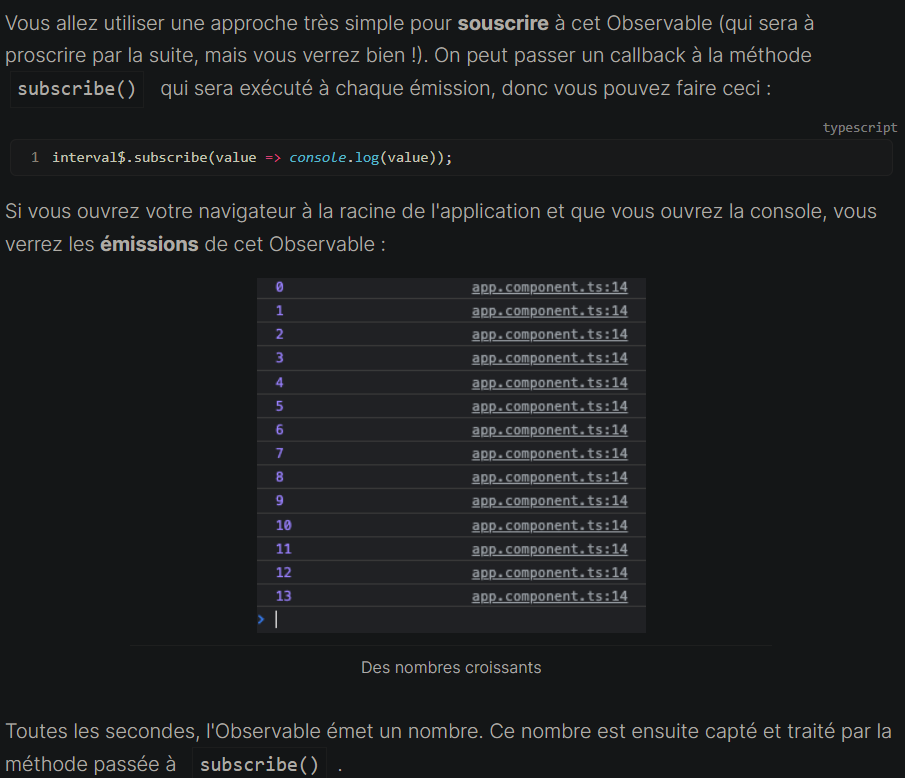 Vous allez utiliser une approche très simple pour souscrire à cet Observable (qui sera à
proscrire par la suite, mais vous verrez bien !). On peut passer un callback à la méthode
subscribe() qui sera exécuté à chaque émission, donc vous pouvez faire ceci :
typescript
1 interval$.subscribe(value => console.log(value));
Si vous ouvrez votre navigateur à la racine de l'application et que vous ouvrez la console, vous
verrez les émissions de cet Observable :
0 app.component.ts:14
1 app.component.ts:14
2 app.component.ts:14
3 app.component.ts:14
4 app.component.ts:14
5 app.component.ts:14
6 app.component.ts:14
7 app.component.ts:14
8 app.component.ts:14
9 app.component.ts:14
10 app.component.ts:14
11 app.component.ts:14
12 app.component.ts:14
13 app.component.ts:14
>
Des nombres croissants
Toutes les secondes, l'Observable émet un nombre. Ce nombre est ensuite capté et traité par la
méthode passée à subscribe() .